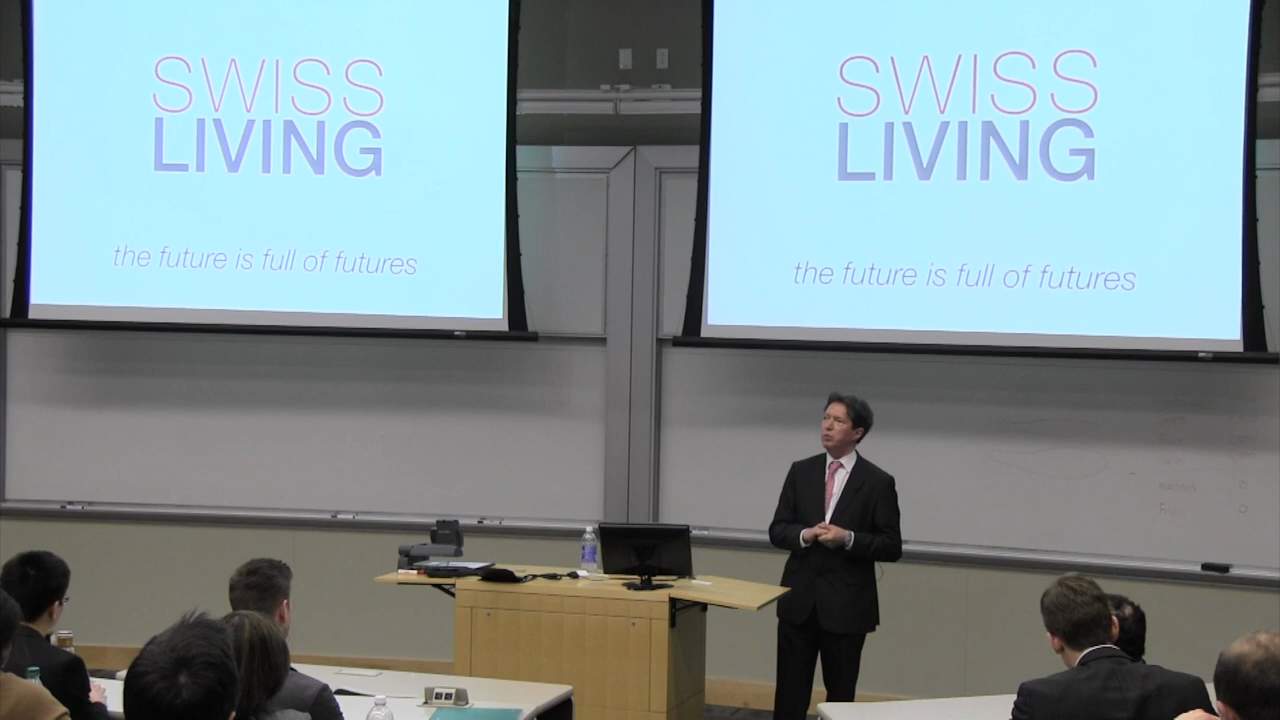 SWISS
LIVING
the future is full of futures
SWISS
LIVING
the future is full of futures